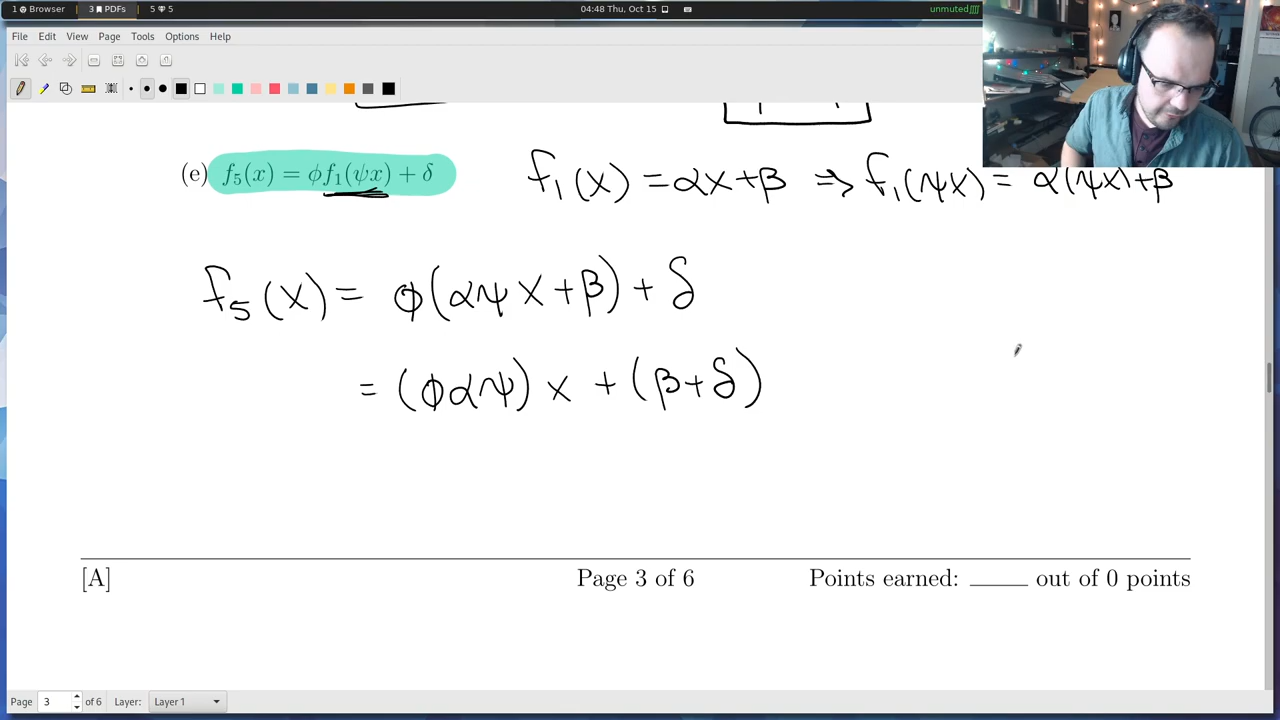 1 Browser 3 PDFs 5 5 04:48 Thu, Oct 15 unmuted
File Edit View Page Tools Options Help
(e) f₅(x) = ϕf₁(ψx) + δ f₁(x) = αx+β ⇒ f₁(ψx) = α(ψx)+β
f₅(x) = ϕ(αψx+β) + δ
= (ϕαψ)x + (β+δ)
[A] Page 3 of 6 Points earned: _____ out of 0 points
Page 3 of 6 Layer: Layer 1